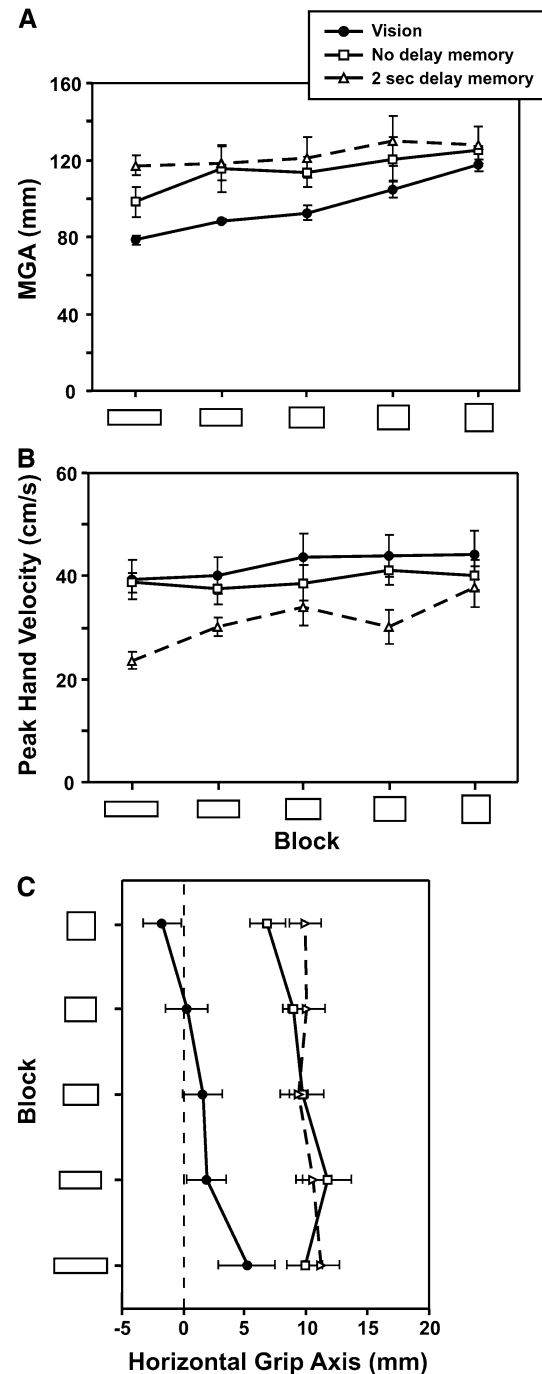 A
Vision
No delay memory
2 sec delay memory
160
120
80
40
0
MGA (mm)
B
60
40
20
0
Peak Hand Velocity (cm/s)
Block
C
Block
-5 0 5 10 15 20
Horizontal Grip Axis (mm)